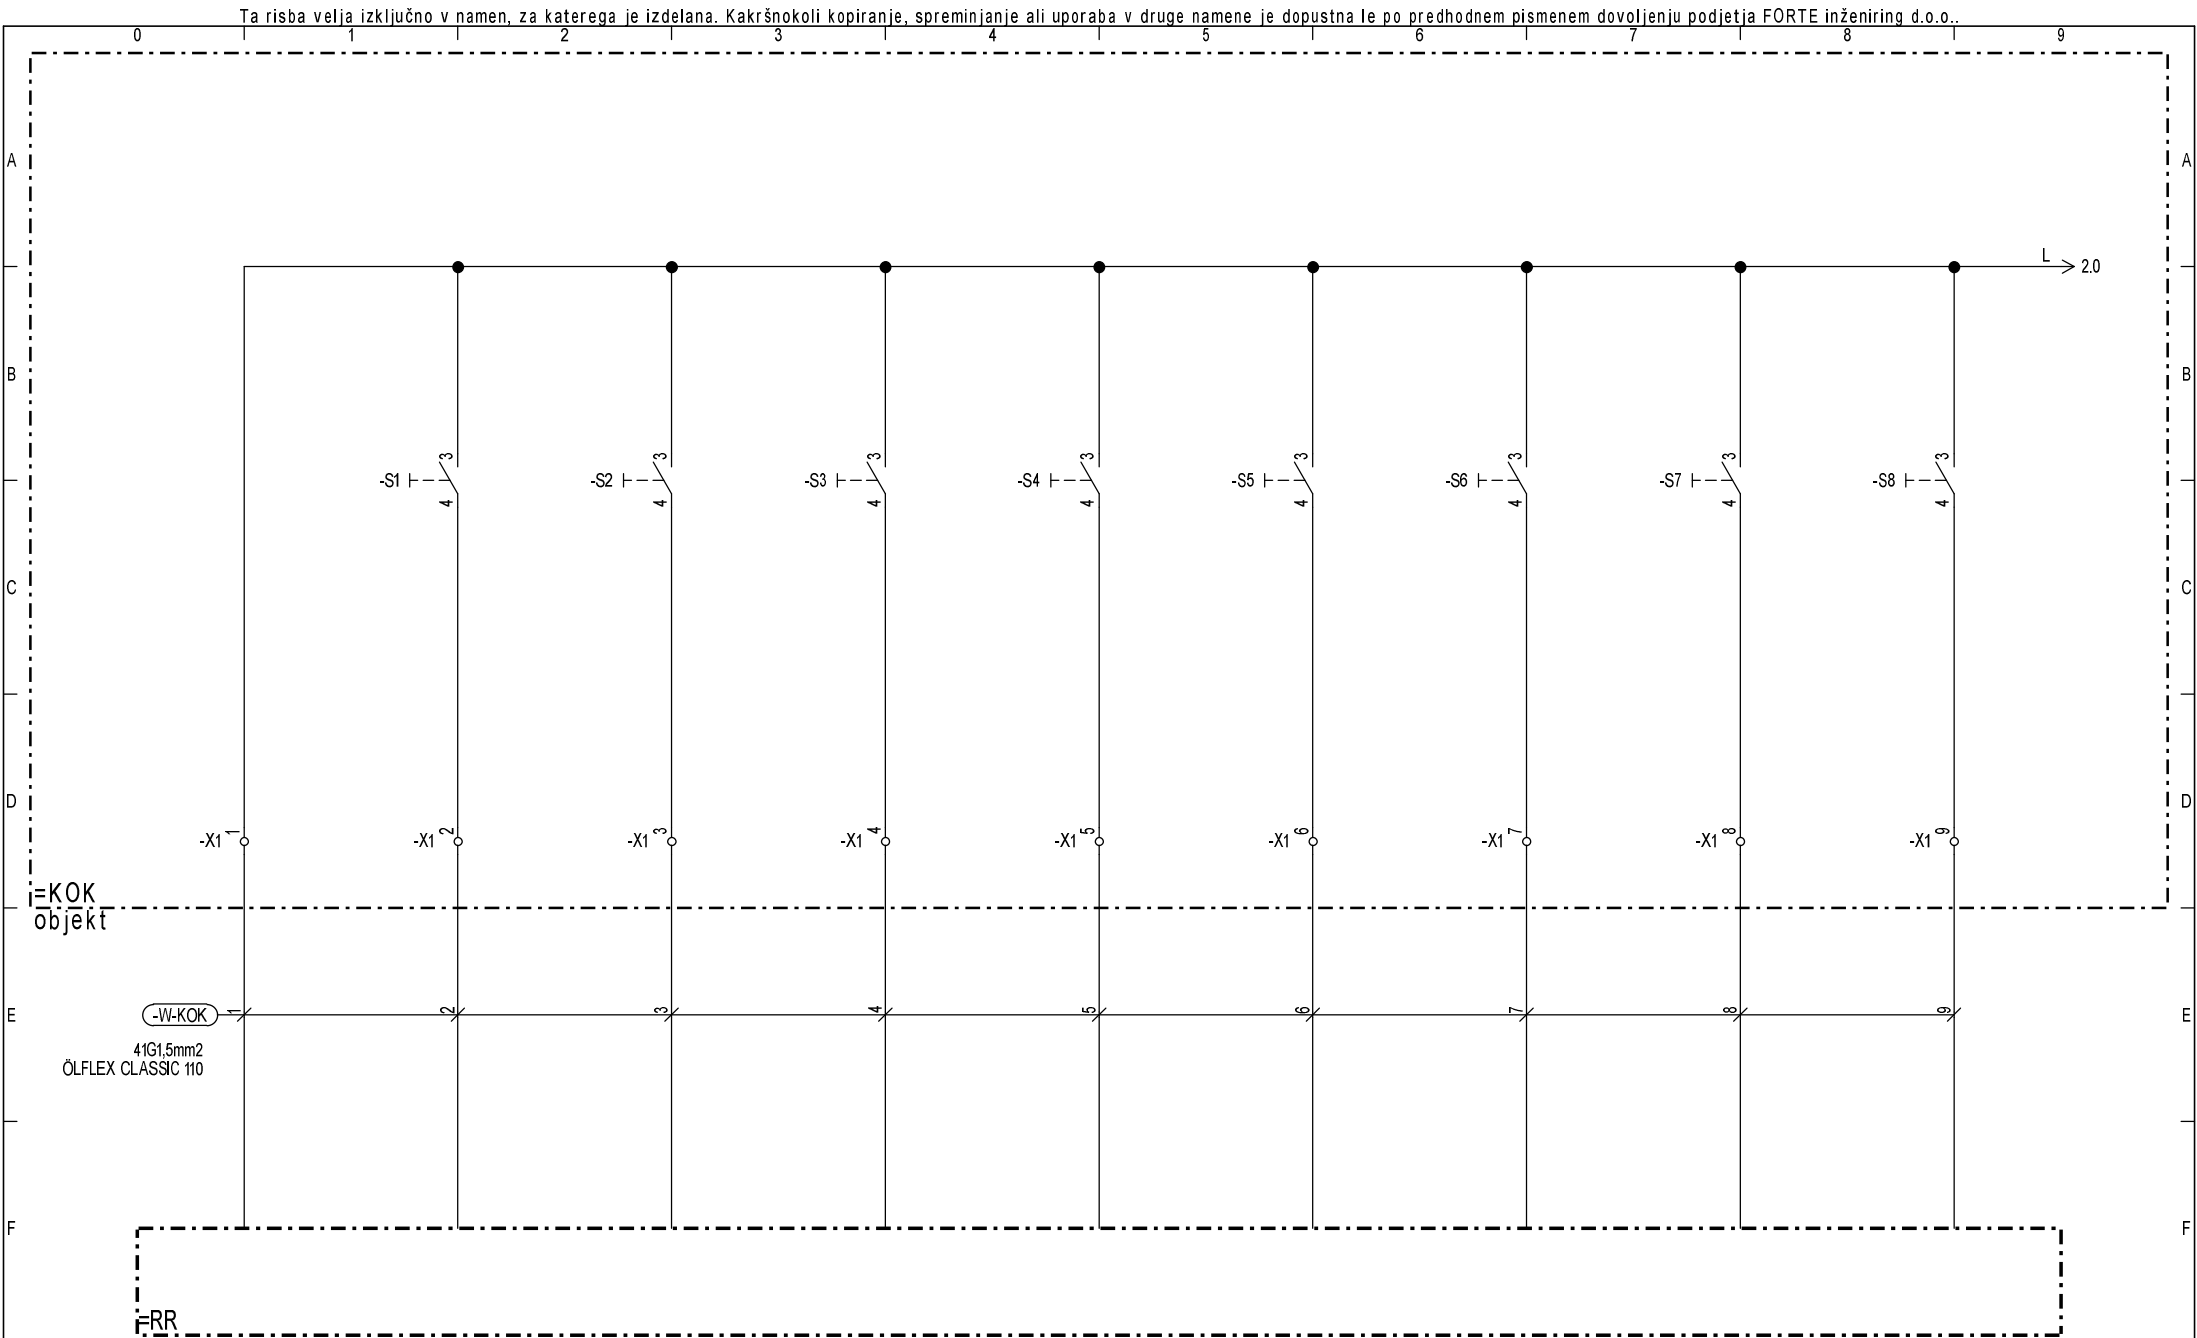 Ta risba velja izključno v namen, za katerega je izdelana. Kakršnokoli kopiranje, spreminjanje ali uporaba v druge namene je dopustna le po predhodnem pismenem dovoljenju podjetja FORTE inženiring d.o.o..
0 1 2 3 4 5 6 7 8 9
A A
L 2.0
B B
3 3 3 3 3 3 3 3
-S1 -S2 -S3 -S4 -S5 -S6 -S7 -S8
4 4 4 4 4 4 4 4
C C
D D
-X1 1 -X1 2 -X1 3 -X1 4 -X1 5 -X1 6 -X1 7 -X1 8 -X1 9
=KOK
objekt
E -W-KOK 1 2 3 4 5 6 7 8 9 E
41G1,5mm2
ÖLFLEX CLASSIC 110
F F
=RR